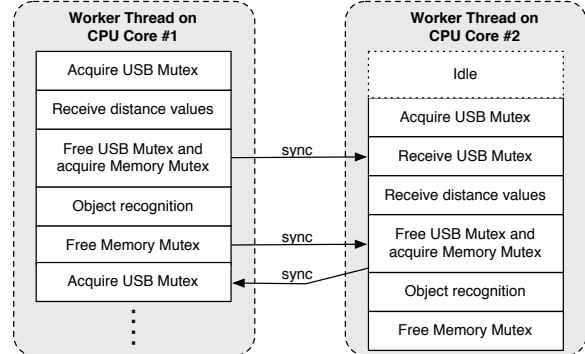 Worker Thread on
CPU Core #1
Acquire USB Mutex
Receive distance values
Free USB Mutex and
acquire Memory Mutex
Object recognition
Free Memory Mutex
Acquire USB Mutex
sync
sync
sync
Worker Thread on
CPU Core #2
Idle
Acquire USB Mutex
Receive USB Mutex
Receive distance values
Free USB Mutex and
acquire Memory Mutex
Object recognition
Free Memory Mutex